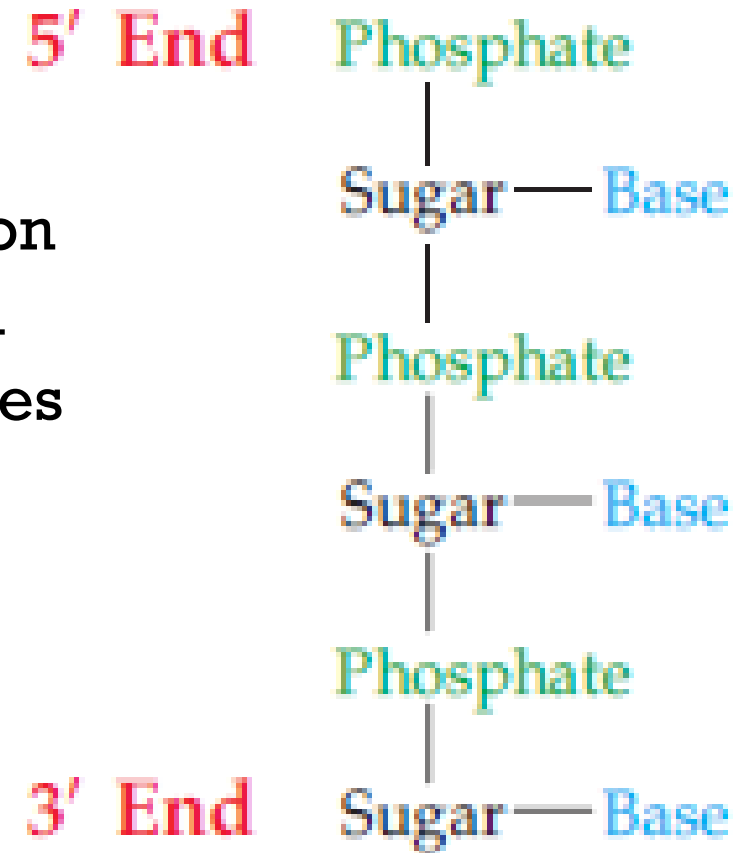 5′ End Phosphate
Sugar Base
on
Phosphate
es
Sugar Base
Phosphate
3′ End Sugar Base